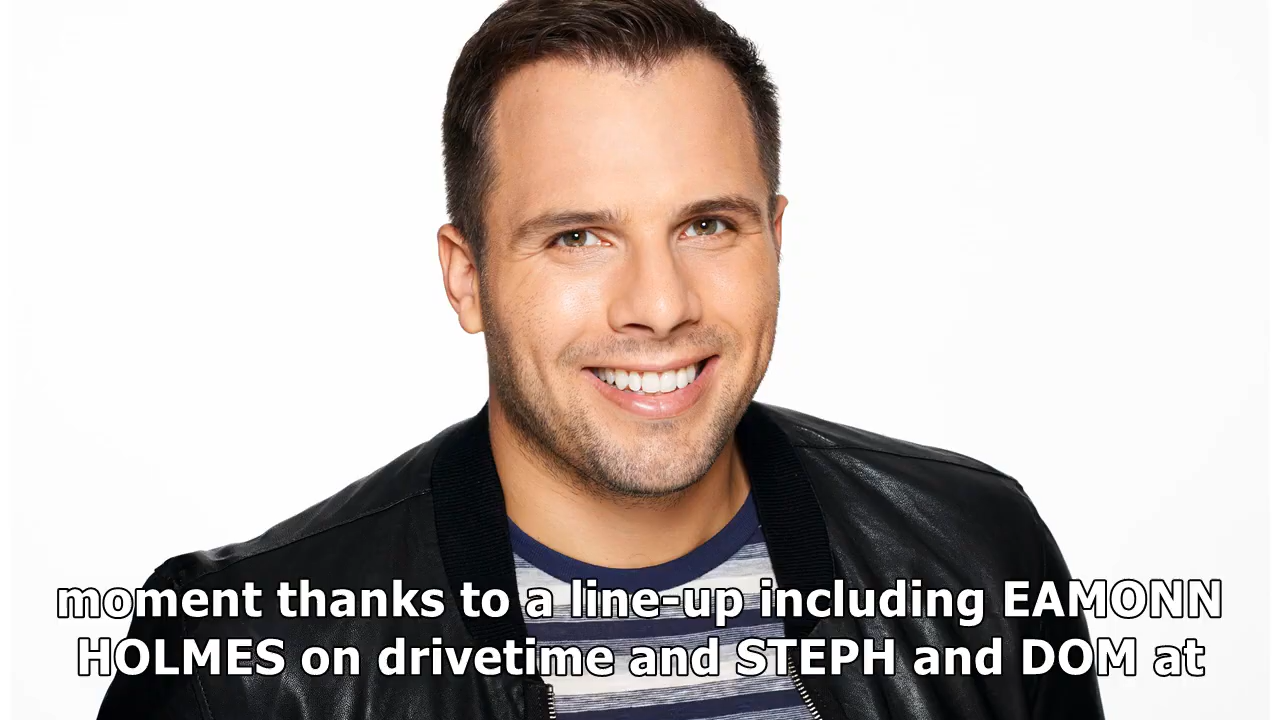 moment thanks to a line-up including EAMONN
HOLMES on drivetime and STEPH and DOM at